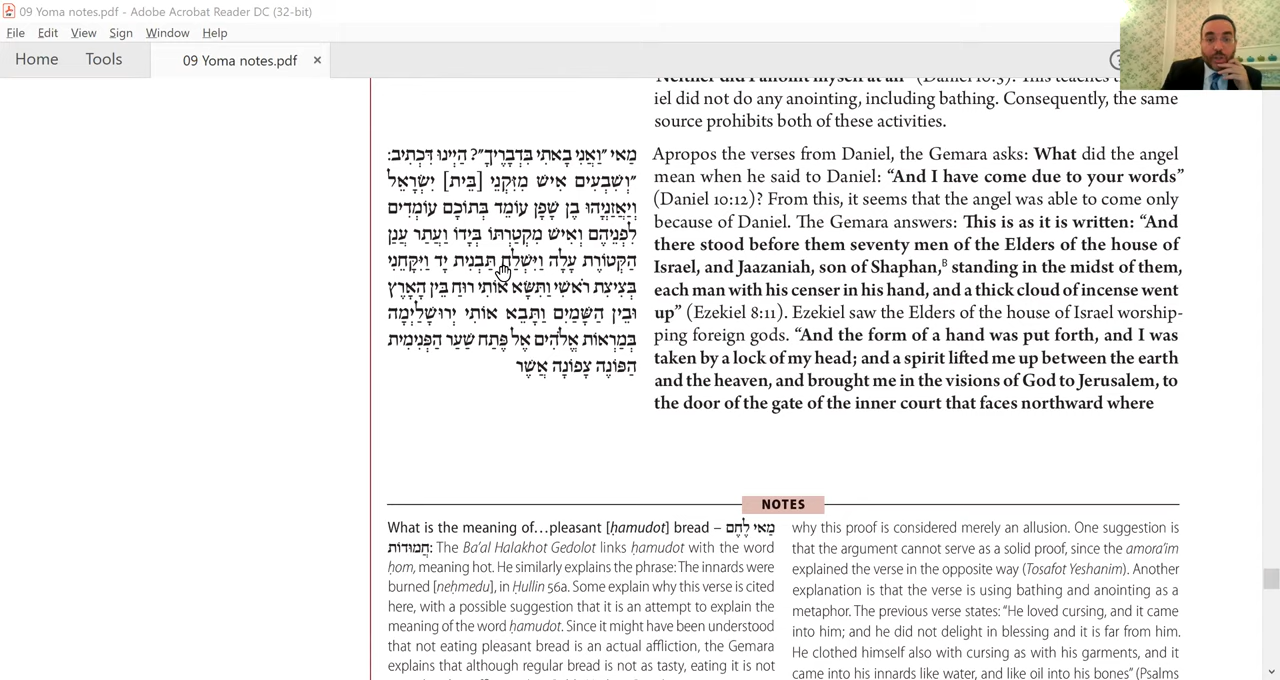 09 Yoma notes.pdf - Adobe Acrobat Reader DC (32-bit)
File Edit View Sign Window Help
Home Tools 09 Yoma notes.pdf ×
"Neither did I anoint myself at all" (Daniel 10:3). This teaches
iel did not do any anointing, including bathing. Consequently, the same
source prohibits both of these activities.
מַאי ״וַאֲנִי בָאתִי בִּדְבָרֶיךָ״? הַיְינוּ דִּכְתִיב:
״וְשִׁבְעִים אִישׁ מִזִּקְנֵי [בֵּית] יִשְׂרָאֵל
וְיַאֲזַנְיָהוּ בֶן שָׁפָן עוֹמֵד בְּתוֹכָם עוֹמְדִים
לִפְנֵיהֶם וְאִישׁ מִקְטַרְתּוֹ בְּיָדוֹ וַעֲתַר עֲנַן
הַקְּטוֹרֶת עָלָה וַיִּשְׁלַח תַּבְנִית יָד וַיִּקָּחֵנִי
בְּצִיצִת רֹאשִׁי וַתִּשָּׂא אוֹתִי רוּחַ בֵּין הָאָרֶץ
וּבֵין הַשָּׁמַיִם וַתָּבֵא אוֹתִי יְרוּשָׁלַיְמָה
בְּמַרְאוֹת אֱלֹהִים אֶל פֶּתַח שַׁעַר הַפְּנִימִית
הַפּוֹנֶה צָפוֹנָה אֲשֶׁר
Apropos the verses from Daniel, the Gemara asks: What did the angel
mean when he said to Daniel: "And I have come due to your words"
(Daniel 10:12)? From this, it seems that the angel was able to come only
because of Daniel. The Gemara answers: This is as it is written: "And
there stood before them seventy men of the Elders of the house of
Israel, and Jaazaniah, son of Shaphan,ᴮ standing in the midst of them,
each man with his censer in his hand, and a thick cloud of incense went
up" (Ezekiel 8:11). Ezekiel saw the Elders of the house of Israel worship-
ping foreign gods. "And the form of a hand was put forth, and I was
taken by a lock of my head; and a spirit lifted me up between the earth
and the heaven, and brought me in the visions of God to Jerusalem, to
the door of the gate of the inner court that faces northward where
NOTES
What is the meaning of…pleasant [ḥamudot] bread – מַאי לֶחֶם
חֲמוּדוֹת: The Ba'al Halakhot Gedolot links ḥamudot with the word
ḥom, meaning hot. He similarly explains the phrase: The innards were
burned [neḥmedu], in Ḥullin 56a. Some explain why this verse is cited
here, with a possible suggestion that it is an attempt to explain the
meaning of the word ḥamudot. Since it might have been understood
that not eating pleasant bread is an actual affliction, the Gemara
explains that although regular bread is not as tasty, eating it is not
why this proof is considered merely an allusion. One suggestion is
that the argument cannot serve as a solid proof, since the amora'im
explained the verse in the opposite way (Tosafot Yeshanim). Another
explanation is that the verse is using bathing and anointing as a
metaphor. The previous verse states: "He loved cursing, and it came
into him; and he did not delight in blessing and it is far from him.
He clothed himself also with cursing as with his garments, and it
came into his innards like water, and like oil into his bones" (Psalms